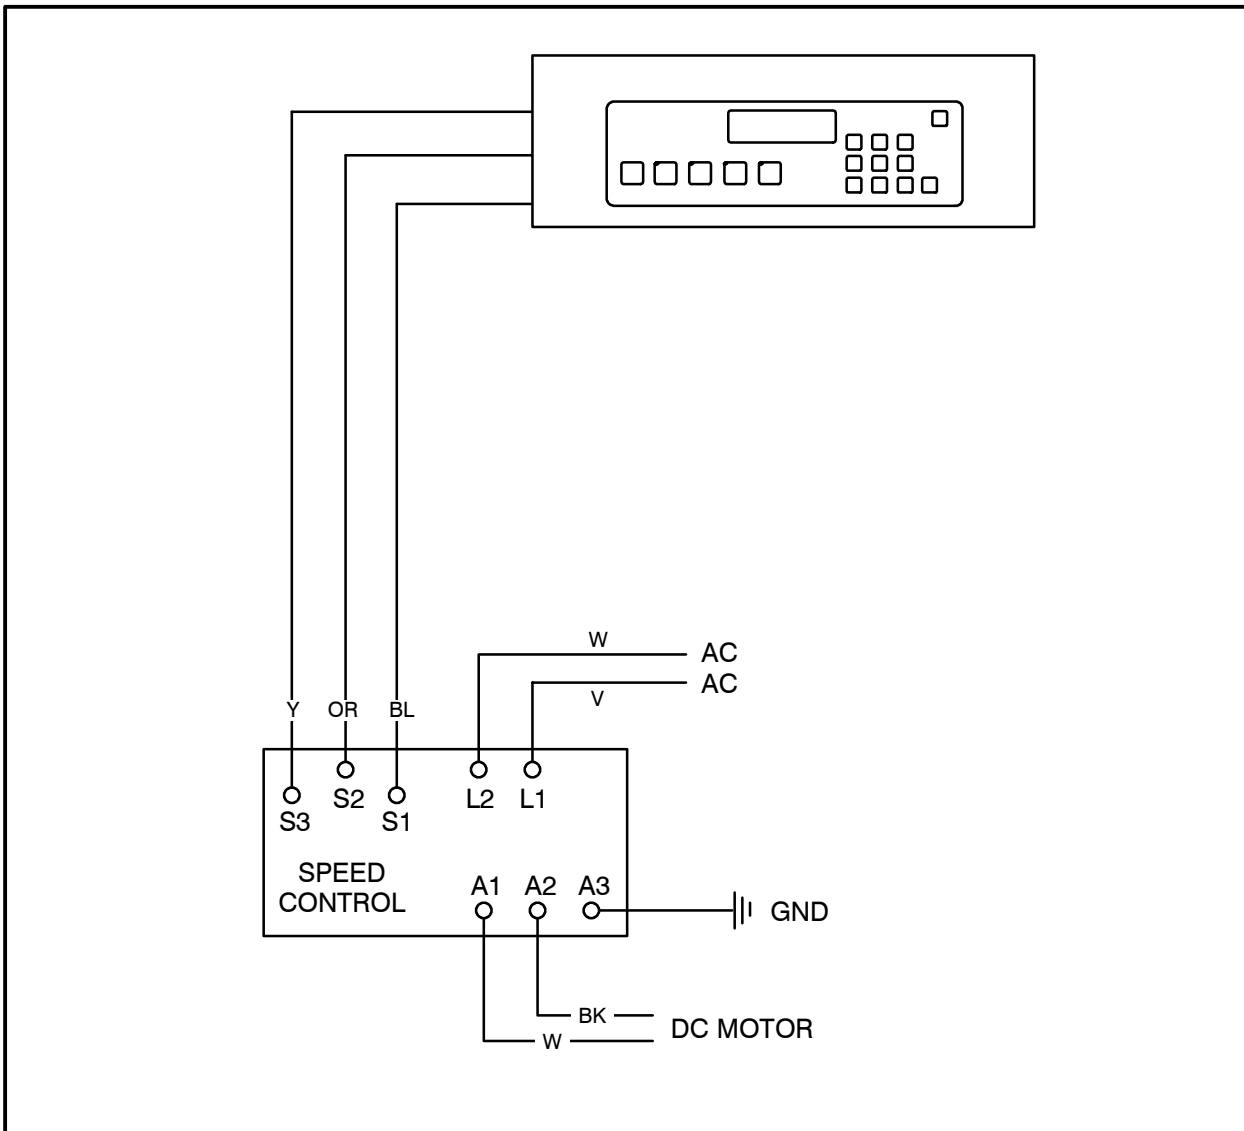 W
AC
AC
V
Y OR BL
S3 S2 S1 L2 L1
SPEED
CONTROL
A1 A2 A3
GND
BK
DC MOTOR
W